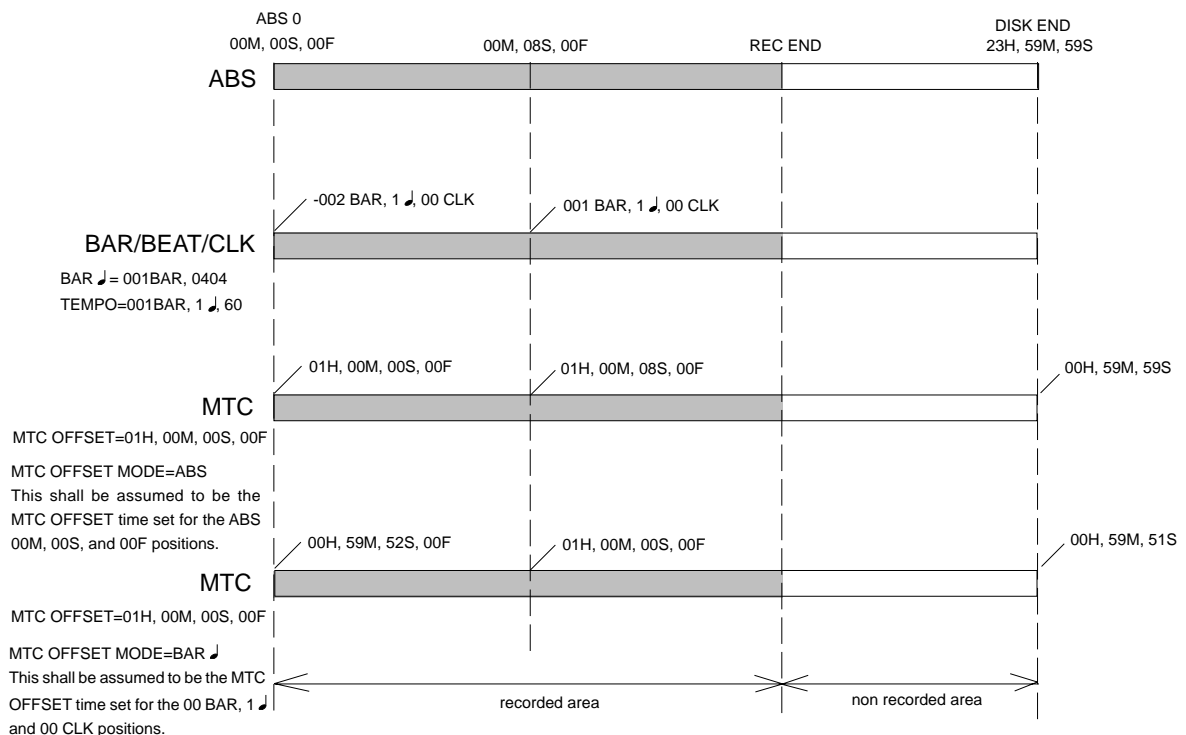 ABS 0
00M, 00S, 00F
00M, 08S, 00F
REC END
DISK END
23H, 59M, 59S
ABS
-002 BAR, 1 ♩, 00 CLK
001 BAR, 1 ♩, 00 CLK
BAR/BEAT/CLK
BAR ♩= 001BAR, 0404
TEMPO=001BAR, 1 ♩, 60
01H, 00M, 00S, 00F
01H, 00M, 08S, 00F
00H, 59M, 59S
MTC
MTC OFFSET=01H, 00M, 00S, 00F
MTC OFFSET MODE=ABS
This shall be assumed to be the
MTC OFFSET time set for the ABS
00M, 00S, and 00F positions.
00H, 59M, 52S, 00F
01H, 00M, 00S, 00F
00H, 59M, 51S
MTC
MTC OFFSET=01H, 00M, 00S, 00F
MTC OFFSET MODE=BAR ♩
This shall be assumed to be the MTC
OFFSET time set for the 00 BAR, 1 ♩
and 00 CLK positions.
recorded area
non recorded area